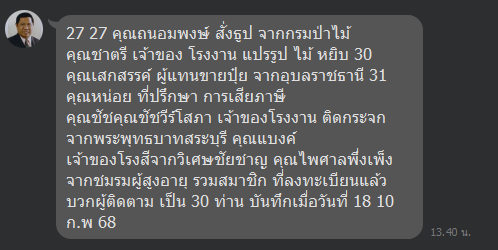 27 27 คุณถนอมพงษ์ สั่งธูป จากกรมป่าไม้
คุณชาตรี เจ้าของ โรงงาน แปรรูป ไม้ หยิบ 30
คุณเสกสรรค์ ผู้แทนขายปุ๋ย จากอุบลราชธานี 31
คุณหน่อย ที่ปรึกษา การเสียภาษี
คุณชัชคุณชัชวีร์โสภา เจ้าของโรงงาน ติดกระจก
จากพระพุทธบาทสระบุรี คุณแบงค์
เจ้าของโรงสีจากวิเศษชัยชาญ คุณไพศาลพึ่งเพ็ง
จากชมรมผู้สูงอายุ รวมสมาชิก ที่ลงทะเบียนแล้ว
บวกผู้ติดตาม เป็น 30 ท่าน บันทึกเมื่อวันที่ 18 10
ก.พ 68
13.40 น.